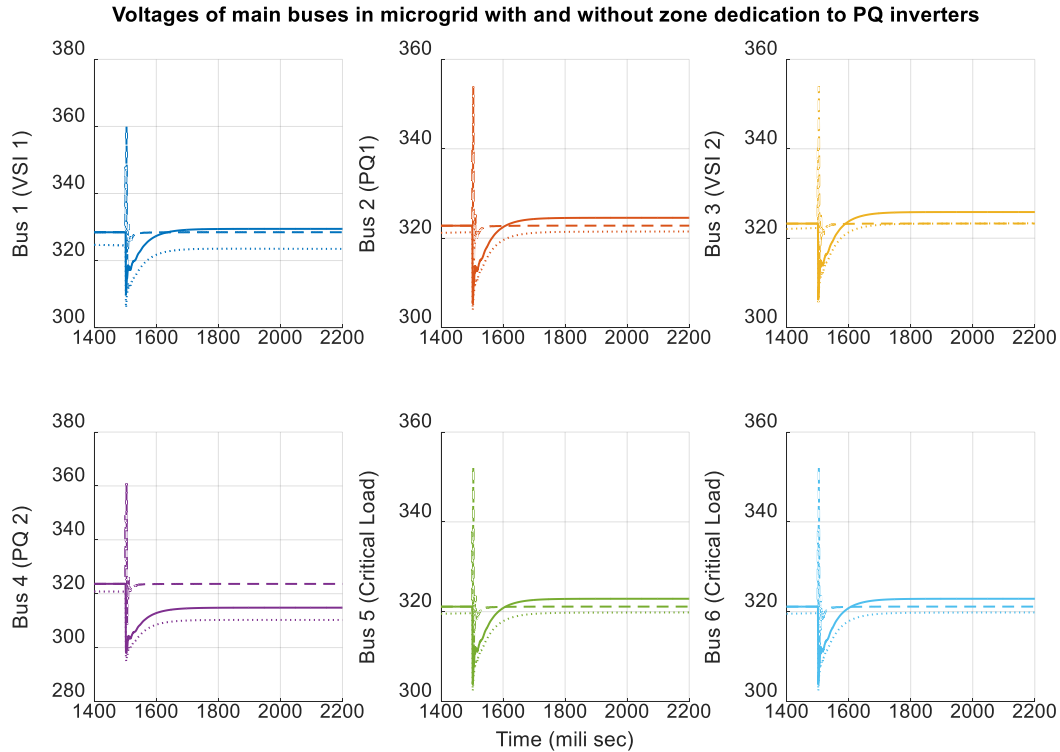 Voltages of main buses in microgrid with and without zone dedication to PQ inverters
Bus 1 (VSI 1)
380
360
340
320
300
1400 1600 1800 2000 2200
Bus 2 (PQ1)
360
340
320
300
1400 1600 1800 2000 2200
Bus 3 (VSI 2)
360
340
320
300
1400 1600 1800 2000 2200
Bus 4 (PQ 2)
380
360
340
320
300
280
1400 1600 1800 2000 2200
Bus 5 (Critical Load)
360
340
320
300
1400 1600 1800 2000 2200
Bus 6 (Critical Load)
360
340
320
300
1400 1600 1800 2000 2200
Time (mili sec)